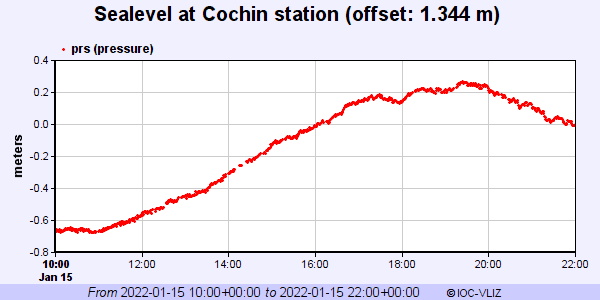 Sealevel at Cochin station (offset: 1.344 m)
prs (pressure)
meters
0.4
0.2
0.0
-0.2
-0.4
-0.6
-0.8
10:00 12:00 14:00 16:00 18:00 20:00 22:00
Jan 15
From 2022-01-15 10:00+00:00 to 2022-01-15 22:00+00:00 © IOC-VLIZ